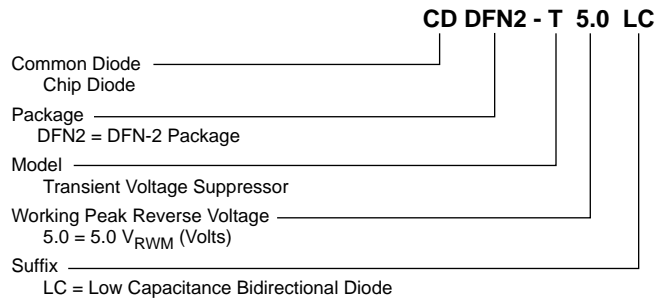 CD DFN2 - T 5.0 LC
Common Diode
Chip Diode
Package
DFN2 = DFN-2 Package
Model
Transient Voltage Suppressor
Working Peak Reverse Voltage
5.0 = 5.0 VRWM (Volts)
Suffix
LC = Low Capacitance Bidirectional Diode